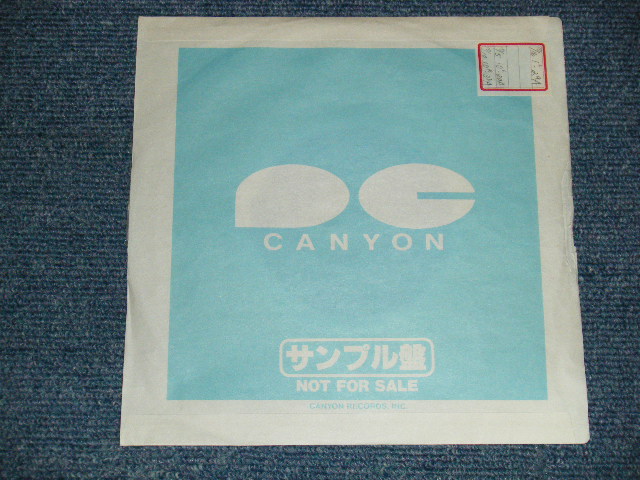 CANYON
サンプル盤
NOT FOR SALE
CANYON RECORDS, INC.